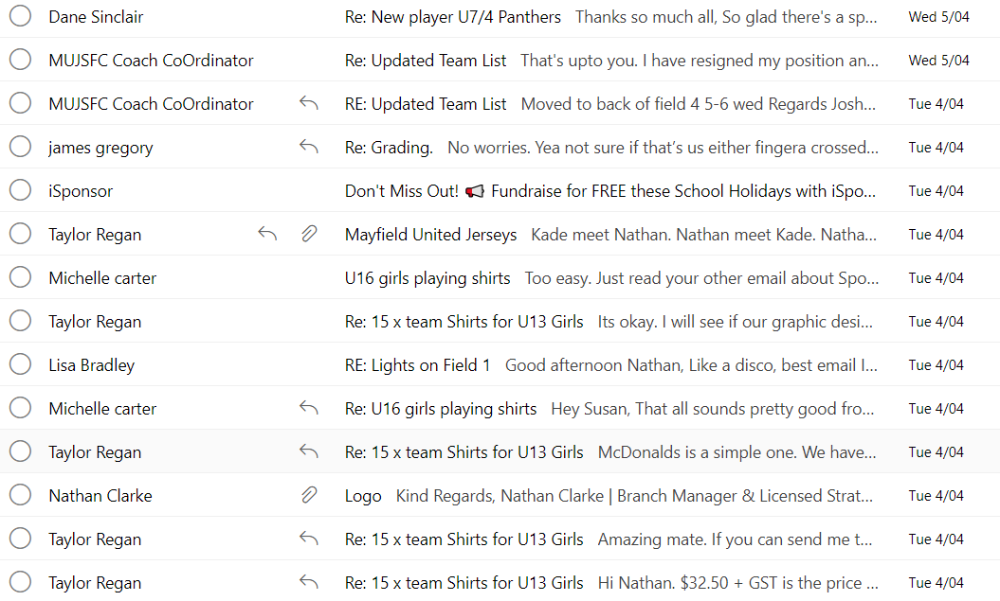 Dane Sinclair Re: New player U7/4 Panthers Thanks so much all, So glad there's a sp... Wed 5/04
MUJSFC Coach CoOrdinator Re: Updated Team List That's upto you. I have resigned my position an... Wed 5/04
MUJSFC Coach CoOrdinator RE: Updated Team List Moved to back of field 4 5-6 wed Regards Josh... Tue 4/04
james gregory Re: Grading. No worries. Yea not sure if that’s us either fingera crossed... Tue 4/04
iSponsor Don't Miss Out! 📢 Fundraise for FREE these School Holidays with iSpo... Tue 4/04
Taylor Regan Mayfield United Jerseys Kade meet Nathan. Nathan meet Kade. Natha... Tue 4/04
Michelle carter U16 girls playing shirts Too easy. Just read your other email about Spo... Tue 4/04
Taylor Regan Re: 15 x team Shirts for U13 Girls Its okay. I will see if our graphic desi... Tue 4/04
Lisa Bradley RE: Lights on Field 1 Good afternoon Nathan, Like a disco, best email I... Tue 4/04
Michelle carter Re: U16 girls playing shirts Hey Susan, That all sounds pretty good fro... Tue 4/04
Taylor Regan Re: 15 x team Shirts for U13 Girls McDonalds is a simple one. We have... Tue 4/04
Nathan Clarke Logo Kind Regards, Nathan Clarke | Branch Manager & Licensed Strat... Tue 4/04
Taylor Regan Re: 15 x team Shirts for U13 Girls Amazing mate. If you can send me t... Tue 4/04
Taylor Regan Re: 15 x team Shirts for U13 Girls Hi Nathan. $32.50 + GST is the price ... Tue 4/04